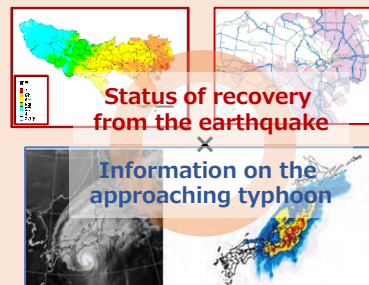 Status of recovery
from the earthquake
×
Information on the
approaching typhoon